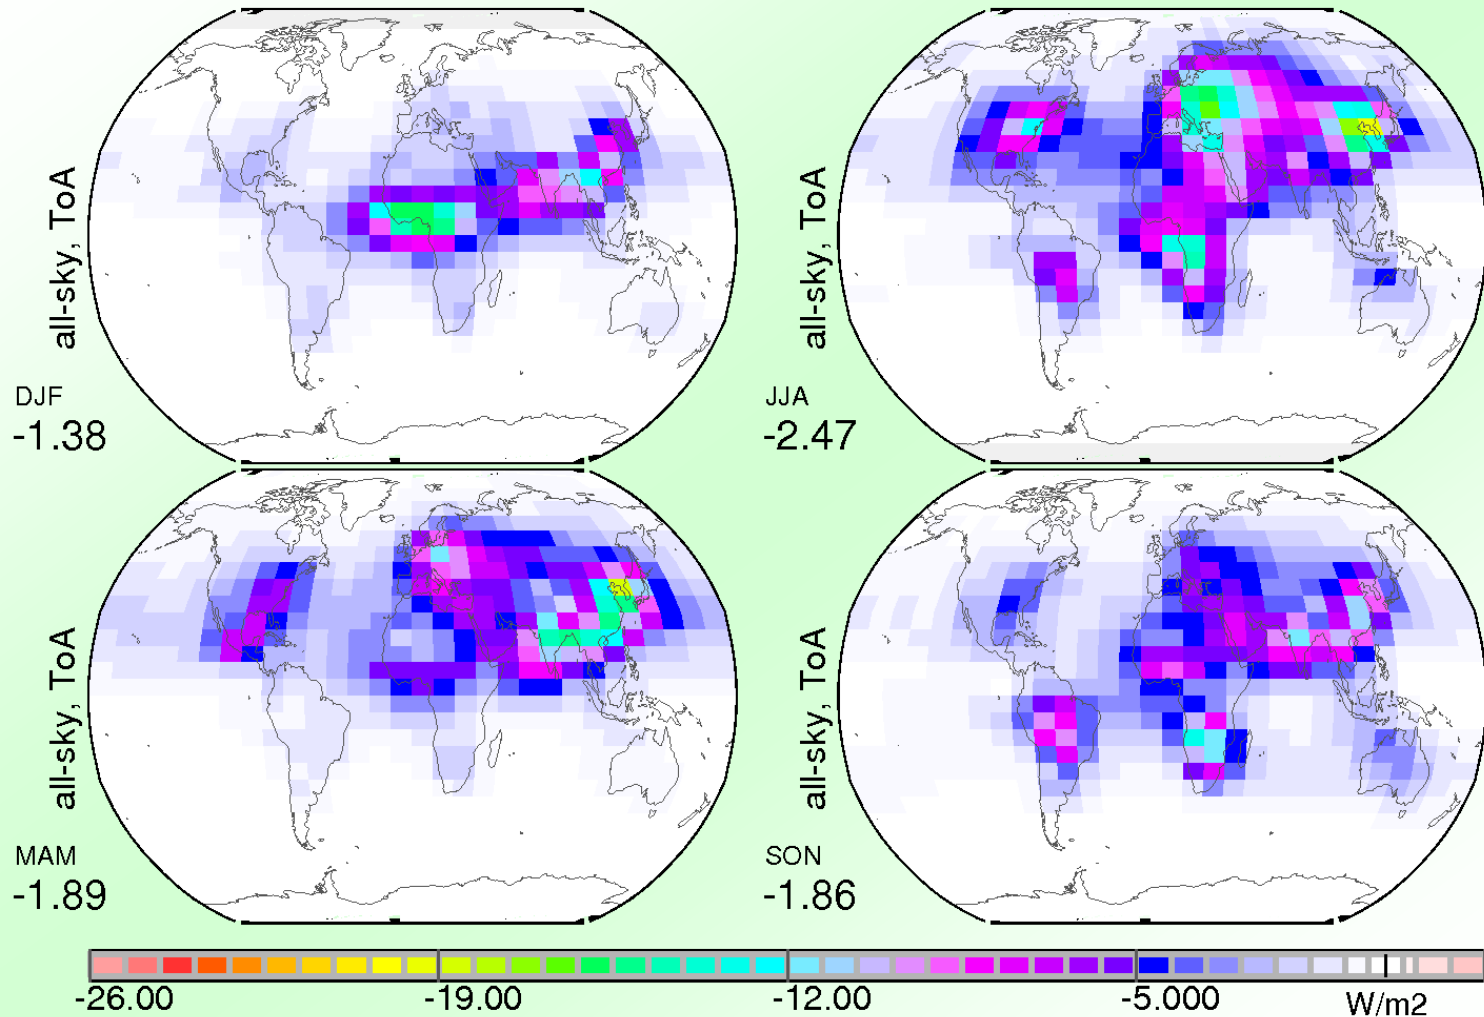 all-sky, ToA
DJF
-1.38
all-sky, ToA
JJA
-2.47
all-sky, ToA
MAM
-1.89
all-sky, ToA
SON
-1.86
-26.00 -19.00 -12.00 -5.000 W/m2